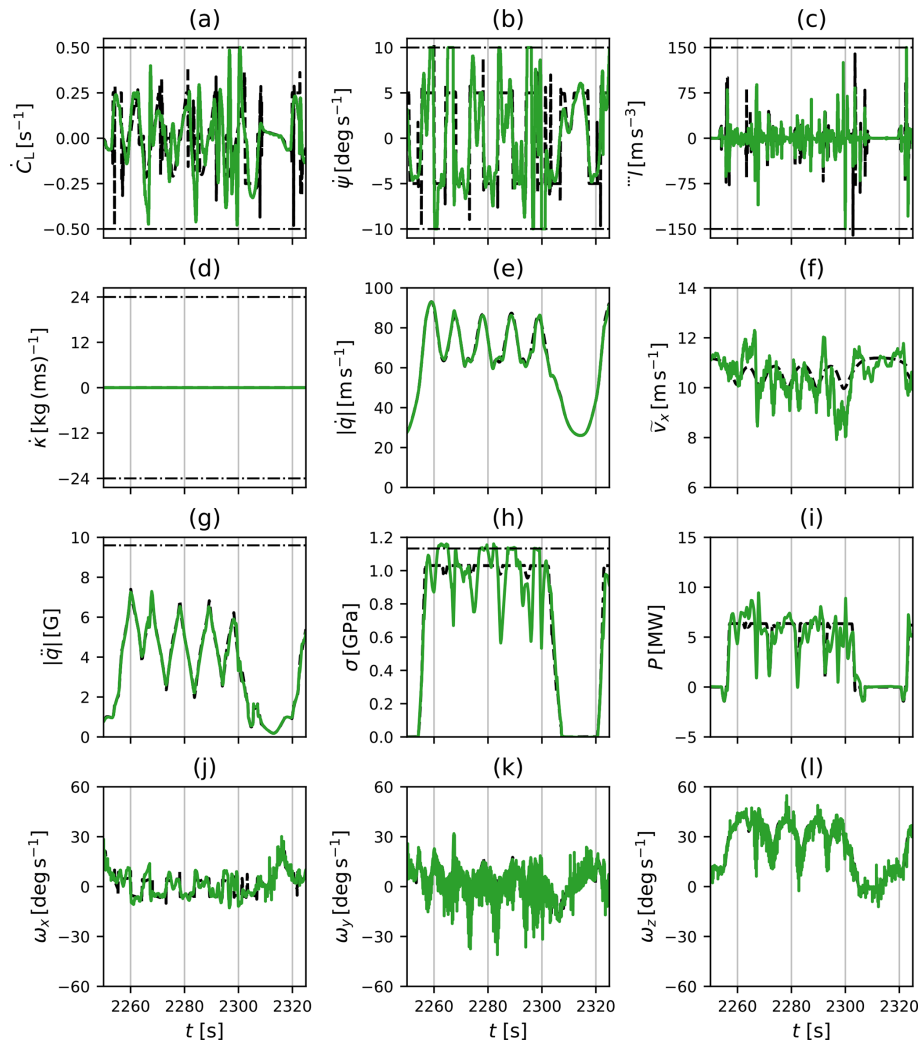 (a) (b) (c)
0.50 10 150
0.25 5 75
0.00 0 0
−0.25 −5 −75
−0.50 −10 −150
Ċ_L [s⁻¹] ψ̇ [deg s⁻¹] [m s⁻³]
(d) (e) (f)
24 100 14
12 80 12
0 60 10
−12 40 8
−24 20 6
0
κ̇ [kg (ms)⁻¹] |q̇| [m s⁻¹] ṽ_x [m s⁻¹]
(g) (h) (i)
10 1.2 15
8 1.0 10
6 0.8 5
4 0.6 0
2 0.4 −5
0 0.2
0.0
|q̈| [G] σ [GPa] P [MW]
(j) (k) (l)
60 60 60
30 30 30
0 0 0
−30 −30 −30
−60 −60 −60
ω_x [deg s⁻¹] ω_y [deg s⁻¹] ω_z [deg s⁻¹]
2260 2280 2300 2320 2260 2280 2300 2320 2260 2280 2300 2320
t [s] t [s] t [s]